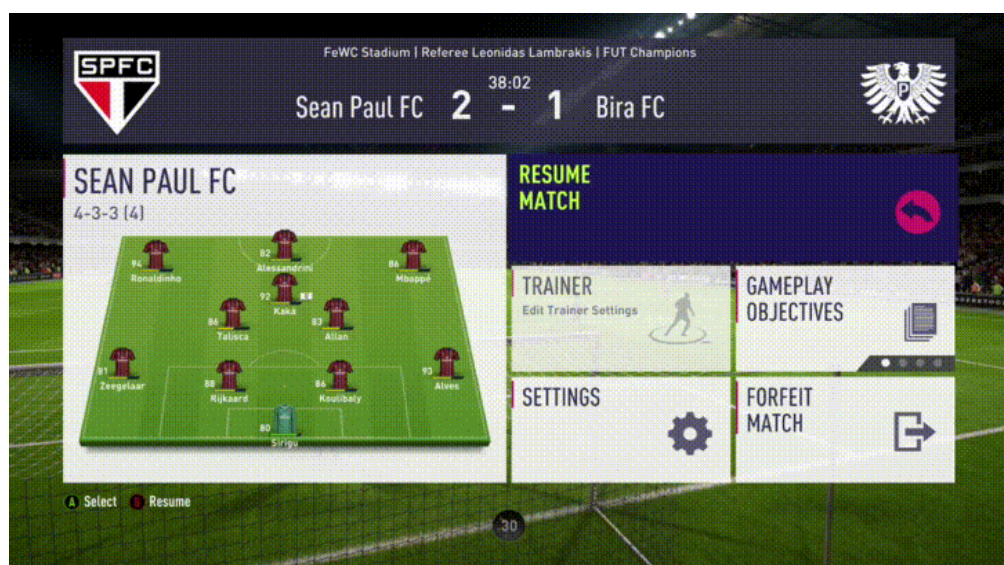 FeWC Stadium | Referee Leonidas Lambrakis | FUT Champions
SPFC
38:02
Sean Paul FC 2 - 1 Bira FC
P
SEAN PAUL FC
4-3-3 (4)
94
Ronaldinho
82
Alessandrini
86
Mbappé
92
Kaká
86
Talisca
83
Allan
81
Zeegelaar
88
Rijkaard
86
Koulibaly
93
Alves
80
Sirigu
RESUME
MATCH
TRAINER
Edit Trainer Settings
GAMEPLAY
OBJECTIVES
SETTINGS
FORFEIT
MATCH
A Select B Resume
30